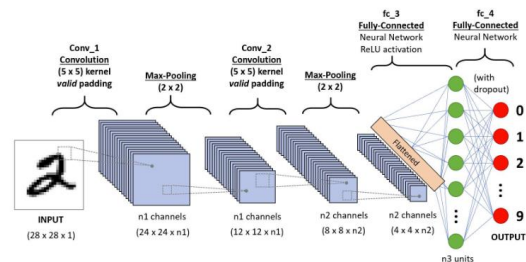 fc_3
Fully-Connected
Neural Network
ReLU activation
fc_4
Fully-Connected
Neural Network
Conv_1
Convolution
(5 x 5) kernel
valid padding
Max-Pooling
(2 x 2)
Conv_2
Convolution
(5 x 5) kernel
valid padding
Max-Pooling
(2 x 2)
(with
dropout)
Flattened
0
1
2
9
INPUT
(28 x 28 x 1)
n1 channels
(24 x 24 x n1)
n1 channels
(12 x 12 x n1)
n2 channels
(8 x 8 x n2)
n2 channels
(4 x 4 x n2)
n3 units
OUTPUT
2